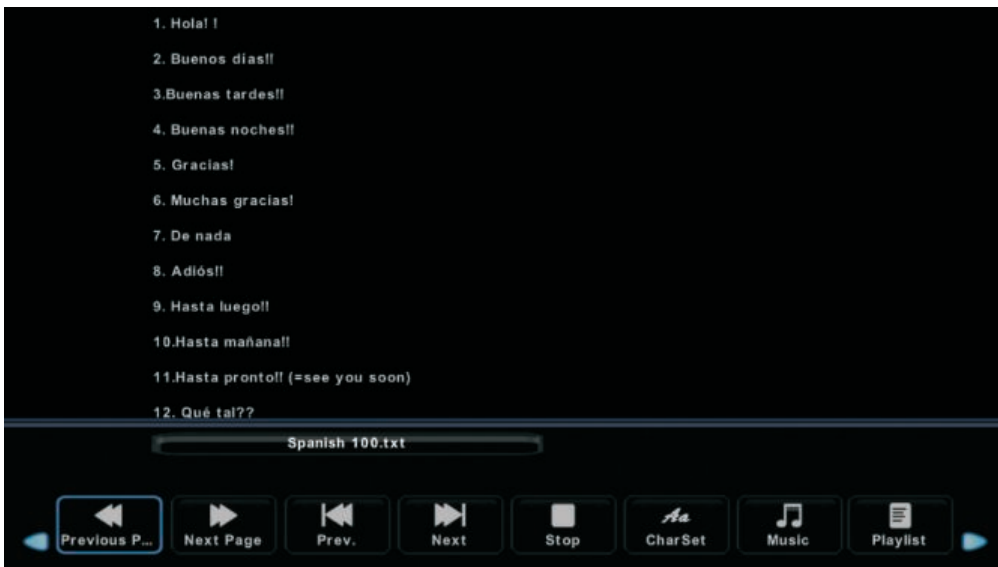 1. Hola! !
2. Buenos días!!
3.Buenas tardes!!
4. Buenas noches!!
5. Gracias!
6. Muchas gracias!
7. De nada
8. Adiós!!
9. Hasta luego!!
10.Hasta mañana!!
11.Hasta pronto!! (=see you soon)
12. Qué tal??
Spanish 100.txt
Previous P... Next Page Prev. Next Stop Aa CharSet Music Playlist